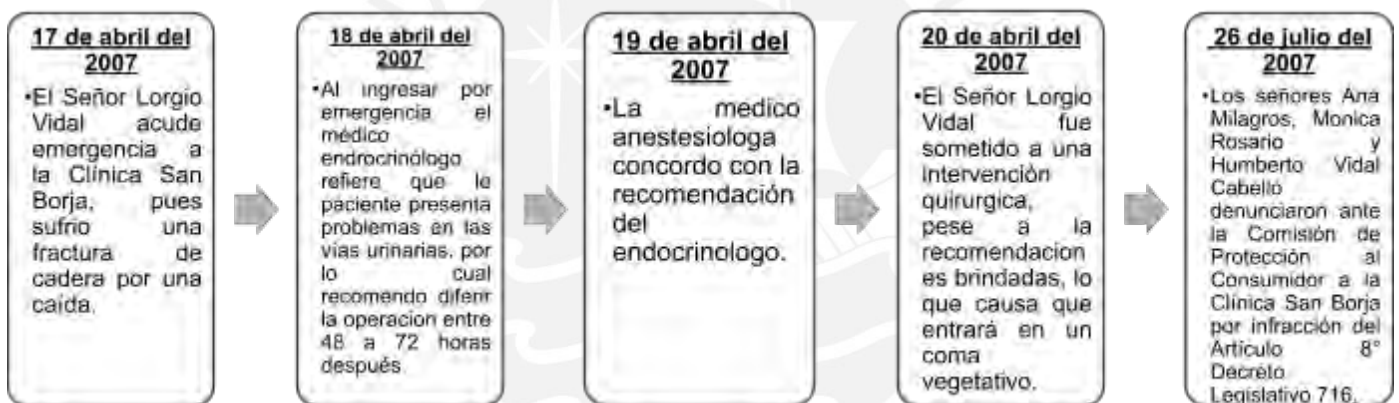 17 de abril del
2007
•El Señor Lorgio
Vidal acude
emergencia a
la Clínica San
Borja, pues
sufrio una
fractura de
cadera por una
caída.
18 de abril del
2007
•Al ingresar por
emergencia el
médico
endrocrinólogo
refiere que le
paciente presenta
problemas en las
vias urinarias, por
lo cual
recomendo diferir
la operacion entre
48 a 72 horas
después
19 de abril del
2007
•La medico
anestesiologa
concordo con la
recomendación
del
endocrinologo.
20 de abril del
2007
•El Señor Lorgio
Vidal fue
sometido a una
intervención
quirurgica,
pese a la
recomendacion
es brindadas, lo
que causa que
entrará en un
coma
vegetativo.
26 de julio del
2007
•Los señores Ana
Milagros, Monica
Rosario y
Humberto Vidal
Cabello
denunciaron ante
la Comisión de
Protección al
Consumidor a la
Clínica San Borja
por infracción del
Artículo 8°
Decreto
Legislativo 716.